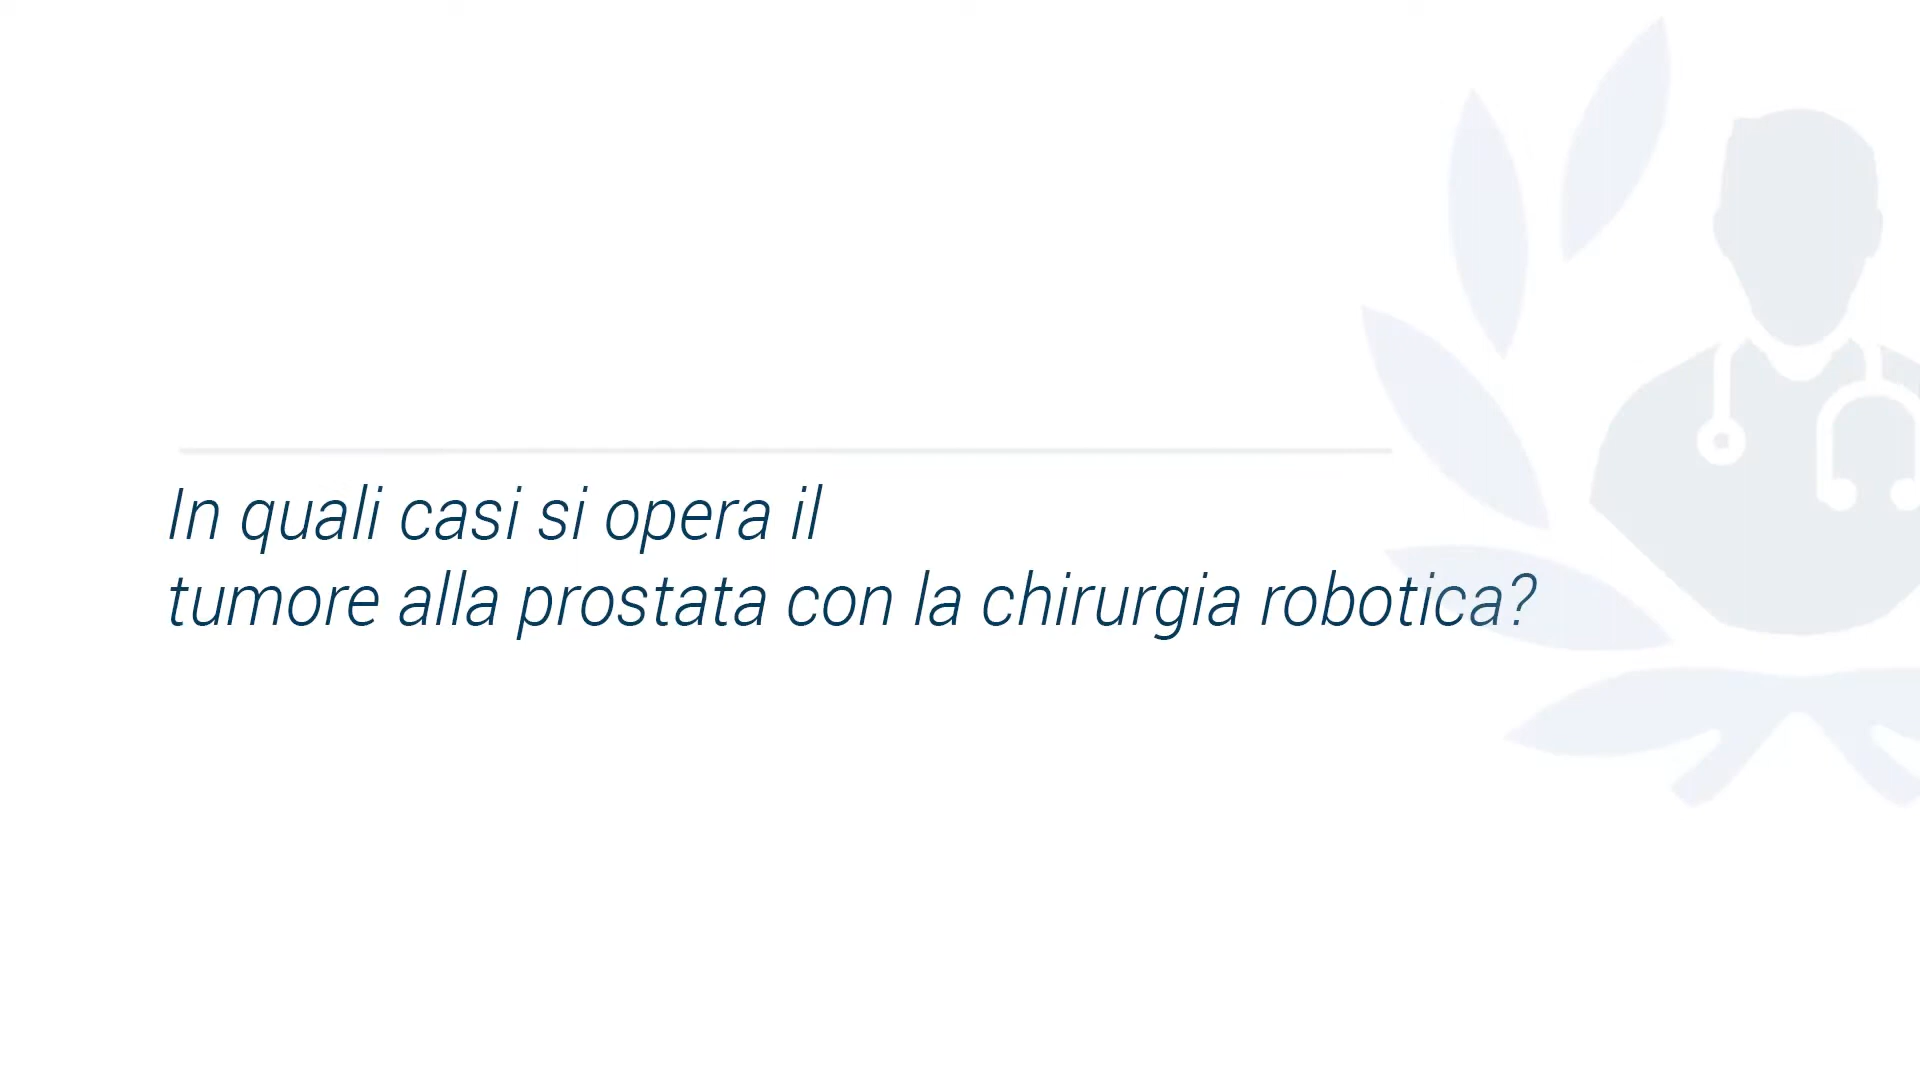 In quali casi si opera il
tumore alla prostata con la chirurgia robotica?